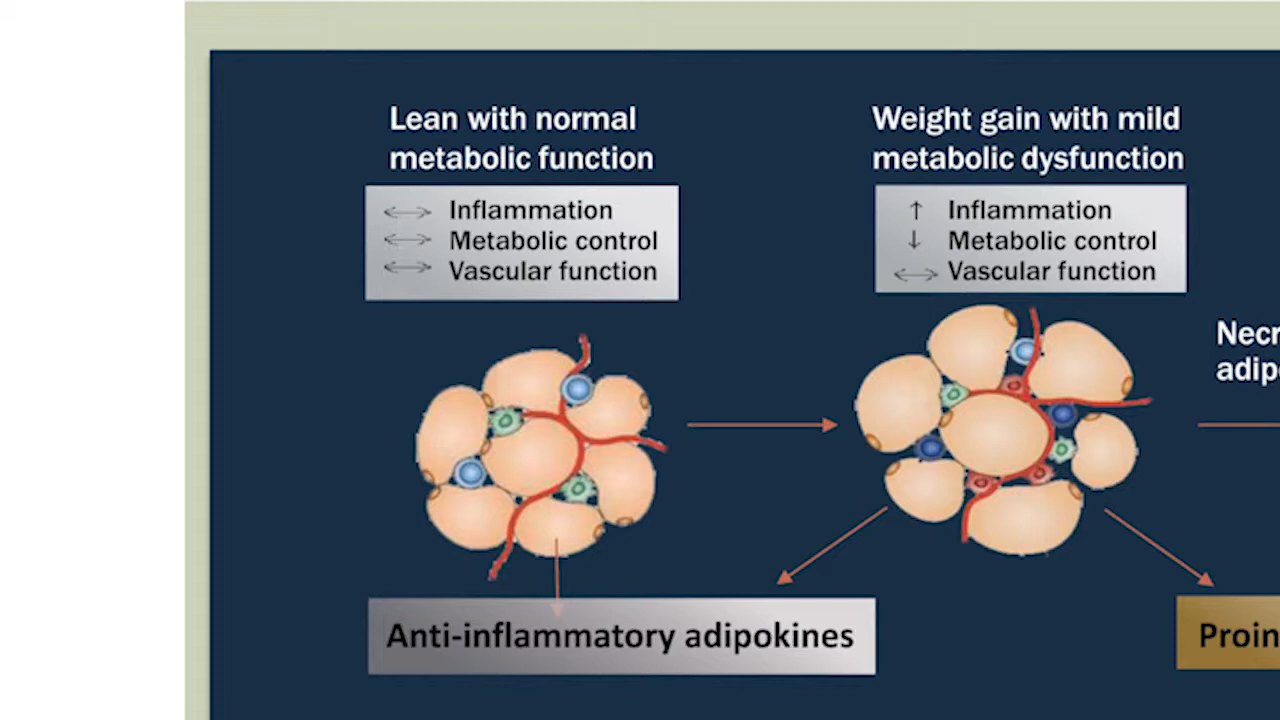 Lean with normal
metabolic function
↔ Inflammation
↔ Metabolic control
↔ Vascular function
Weight gain with mild
metabolic dysfunction
↑ Inflammation
↓ Metabolic control
↔ Vascular function
Anti-inflammatory adipokines